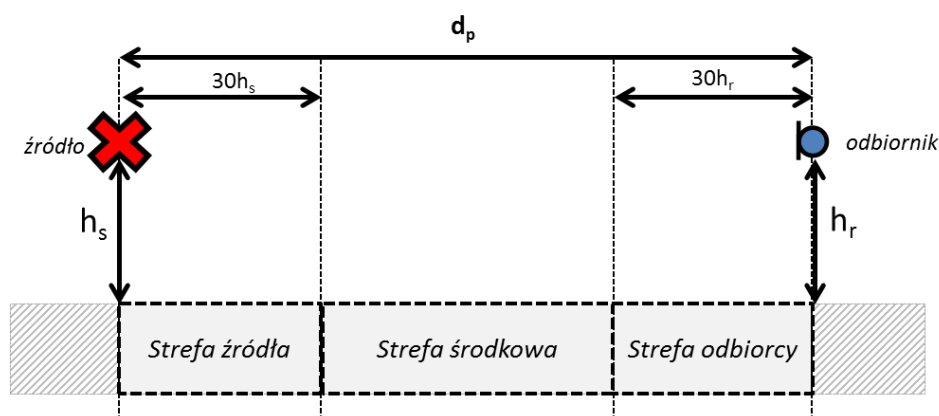 dₚ
30hₛ
30hᵣ
źródło
odbiornik
hₛ
hᵣ
Strefa źródła
Strefa środkowa
Strefa odbiorcy